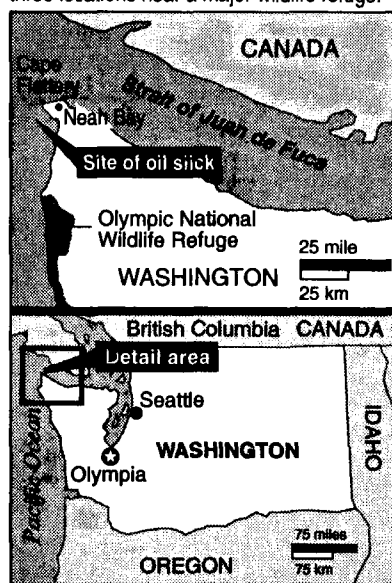 three locations near a major wildlife refuge.
CANADA
Cape
Flattery
Strait of Juan de Fuca
Neah Bay
Site of oil slick
Olympic National
Wildlife Refuge
25 mile
25 km
WASHINGTON
British Columbia CANADA
Detail area
Seattle
WASHINGTON
IDAHO
Olympia
Pacific Ocean
75 miles
75 km
OREGON